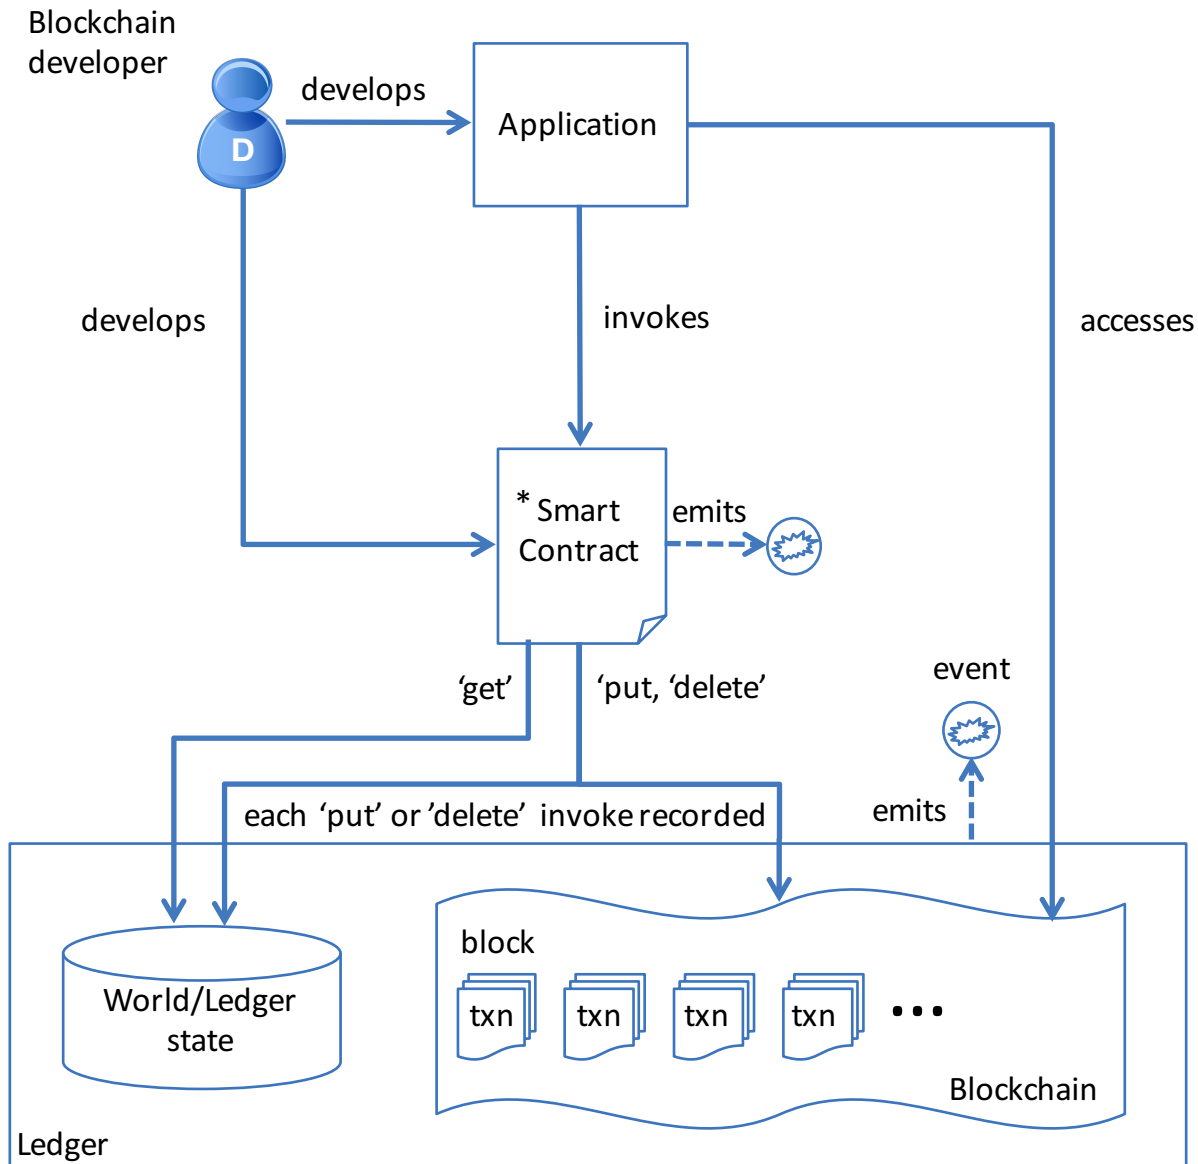 Blockchain
developer
develops
D
Application
develops
invokes
accesses
* Smart
Contract
emits
‘get’
‘put, ‘delete’
event
each ‘put’ or ’delete’ invoke recorded
emits
block
txn
txn
txn
txn
...
World/Ledger
state
Blockchain
Ledger